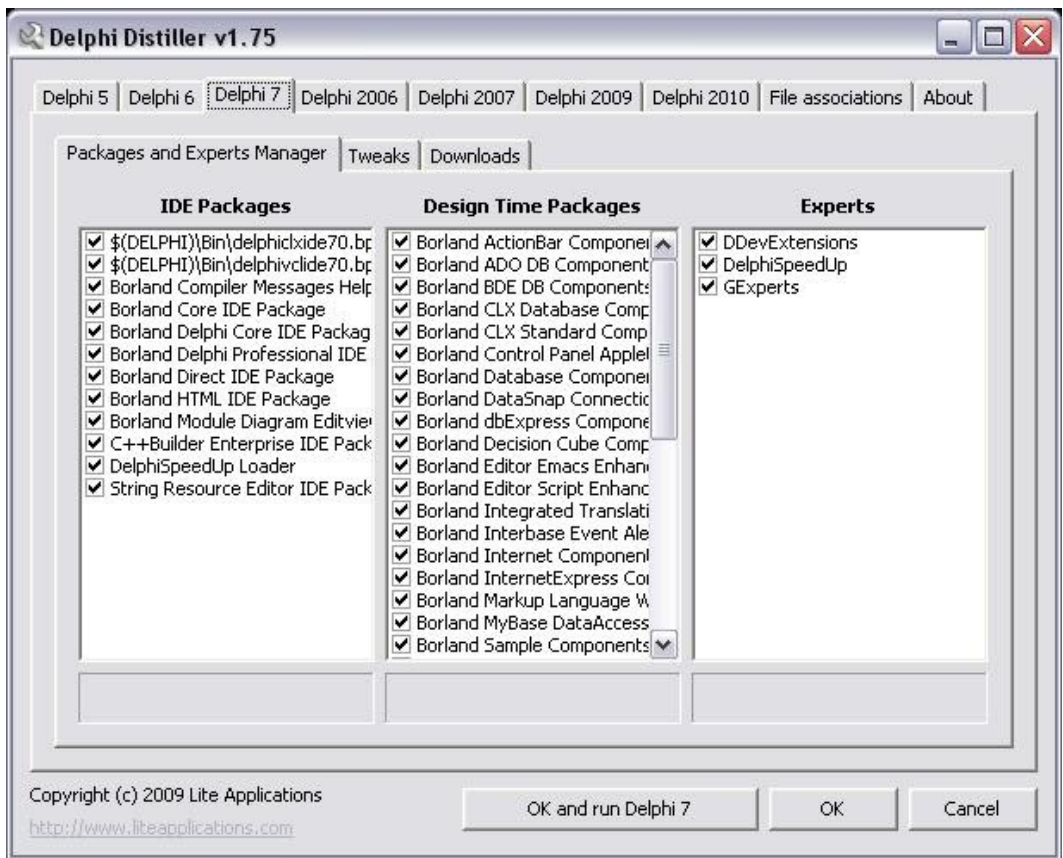 Delphi Distiller v1.75
Delphi 5 Delphi 6 Delphi 7 Delphi 2006 Delphi 2007 Delphi 2009 Delphi 2010 File associations About
Packages and Experts Manager Tweaks Downloads
IDE Packages
$(DELPHI)\Bin\delphiclxide70.bp
$(DELPHI)\Bin\delphivclide70.bp
Borland Compiler Messages Help
Borland Core IDE Package
Borland Delphi Core IDE Packag
Borland Delphi Professional IDE
Borland Direct IDE Package
Borland HTML IDE Package
Borland Module Diagram Editview
C++Builder Enterprise IDE Pack
DelphiSpeedUp Loader
String Resource Editor IDE Pack
Design Time Packages
Borland ActionBar Componen
Borland ADO DB Component
Borland BDE DB Components
Borland CLX Database Comp
Borland CLX Standard Comp
Borland Control Panel Applet
Borland Database Componen
Borland DataSnap Connectio
Borland dbExpress Compone
Borland Decision Cube Comp
Borland Editor Emacs Enhan
Borland Editor Script Enhanc
Borland Integrated Translati
Borland Interbase Event Ale
Borland Internet Component
Borland InternetExpress Co
Borland Markup Language W
Borland MyBase DataAccess
Borland Sample Components
Experts
DDevExtensions
DelphiSpeedUp
GExperts
Copyright (c) 2009 Lite Applications
http://www.liteapplications.com
OK and run Delphi 7 OK Cancel